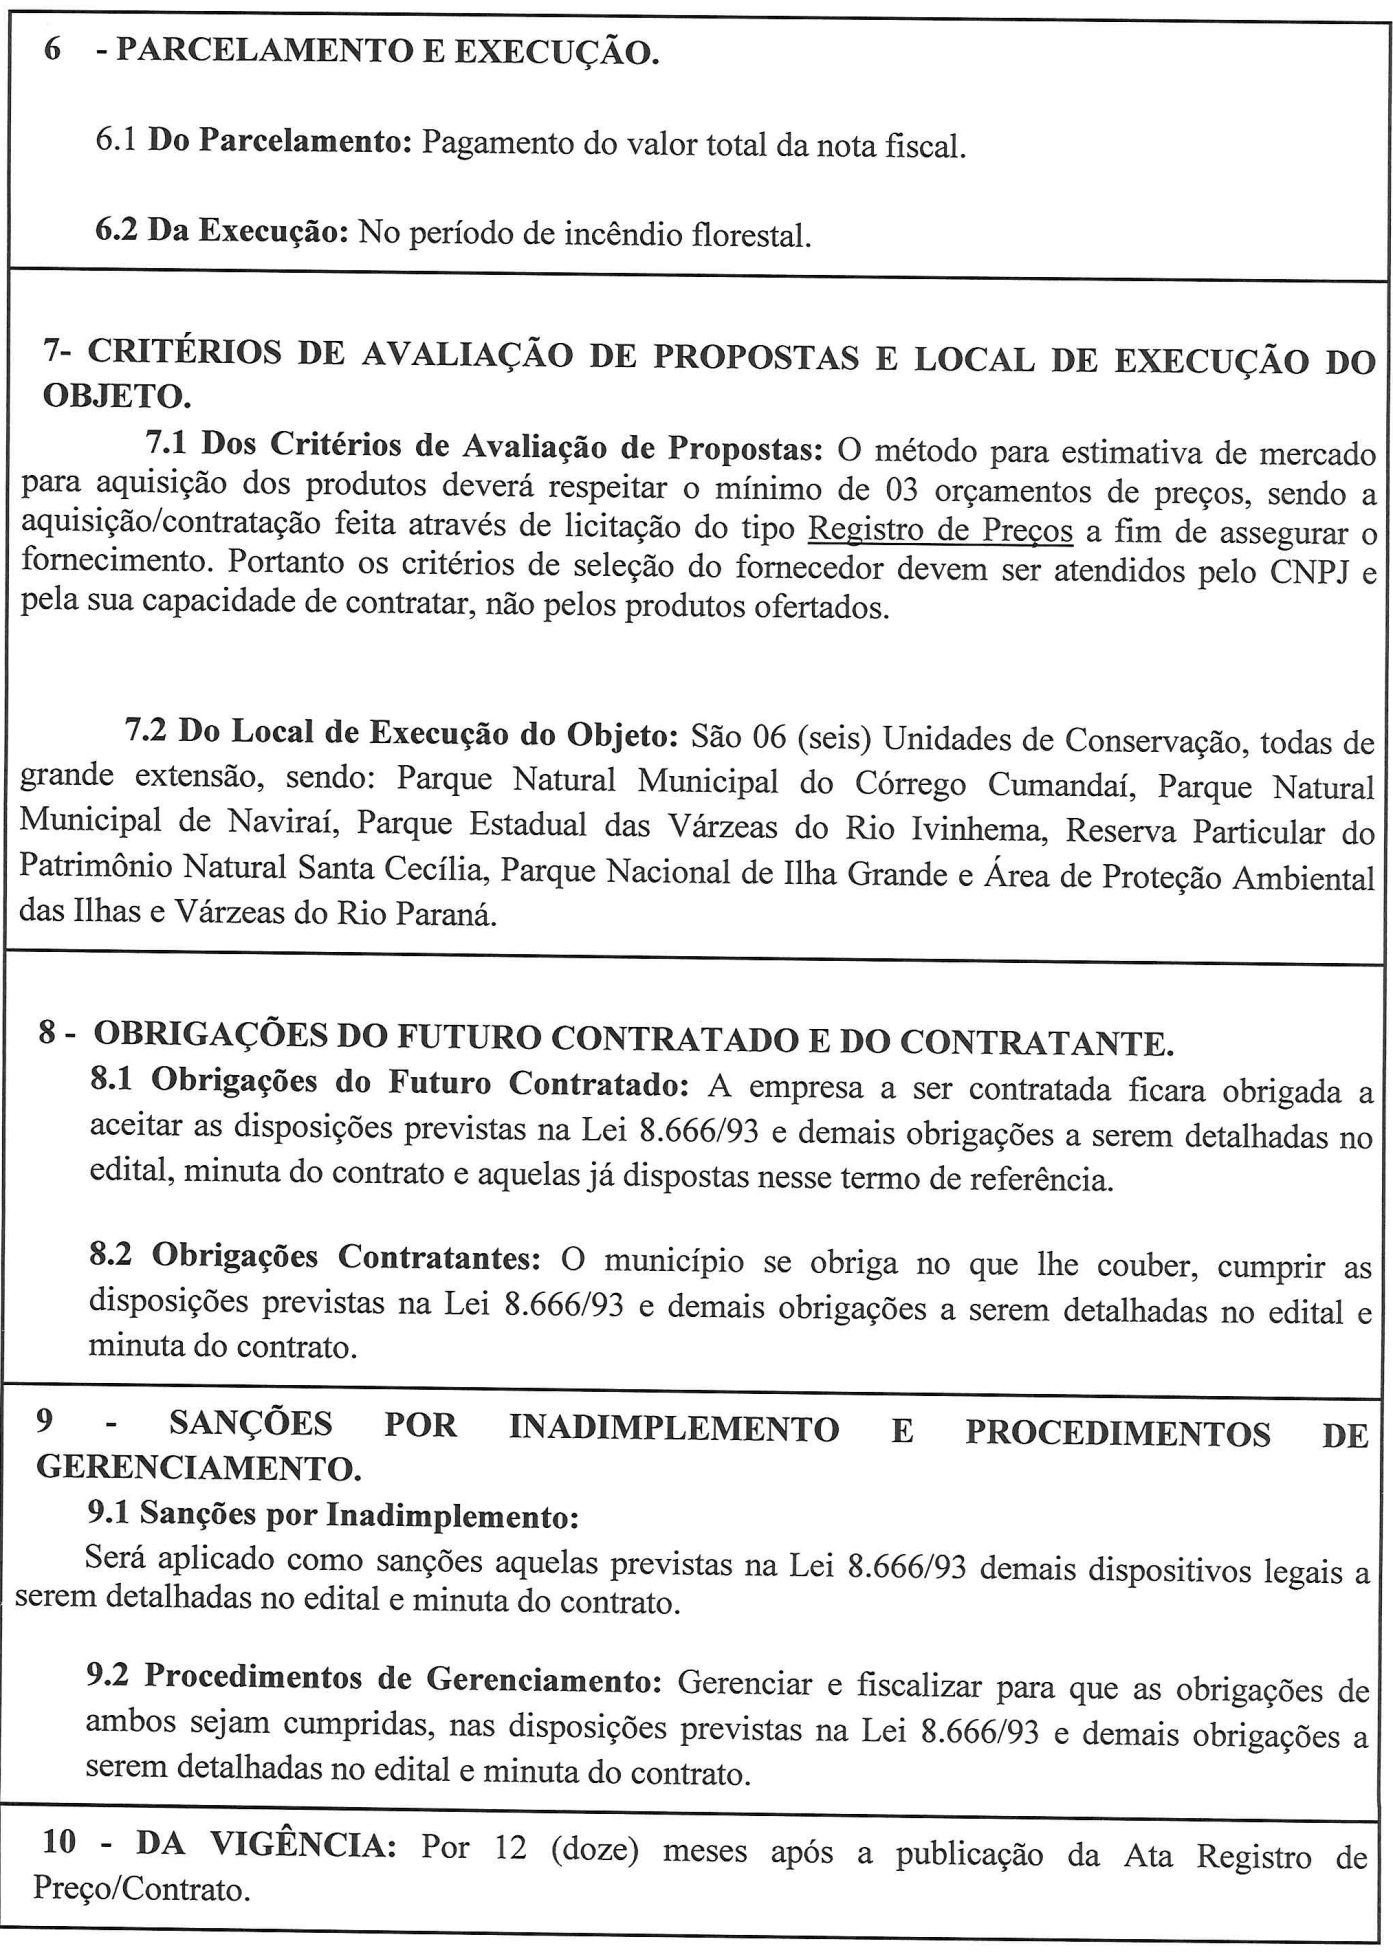 6 - PARCELAMENTO E EXECUÇÃO.
6.1 Do Parcelamento: Pagamento do valor total da nota fiscal.
6.2 Da Execução: No período de incêndio florestal.
7- CRITÉRIOS DE AVALIAÇÃO DE PROPOSTAS E LOCAL DE EXECUÇÃO DO
OBJETO.
7.1 Dos Critérios de Avaliação de Propostas: O método para estimativa de mercado
para aquisição dos produtos deverá respeitar o mínimo de 03 orçamentos de preços, sendo a
aquisição/contratação feita através de licitação do tipo Registro de Preços a fim de assegurar o
fornecimento. Portanto os critérios de seleção do fornecedor devem ser atendidos pelo CNPJ e
pela sua capacidade de contratar, não pelos produtos ofertados.
7.2 Do Local de Execução do Objeto: São 06 (seis) Unidades de Conservação, todas de
grande extensão, sendo: Parque Natural Municipal do Córrego Cumandaí, Parque Natural
Municipal de Naviraí, Parque Estadual das Várzeas do Rio Ivinhema, Reserva Particular do
Patrimônio Natural Santa Cecília, Parque Nacional de Ilha Grande e Área de Proteção Ambiental
das Ilhas e Várzeas do Rio Paraná.
8 - OBRIGAÇÕES DO FUTURO CONTRATADO E DO CONTRATANTE.
8.1 Obrigações do Futuro Contratado: A empresa a ser contratada ficara obrigada a
aceitar as disposições previstas na Lei 8.666/93 e demais obrigações a serem detalhadas no
edital, minuta do contrato e aquelas já dispostas nesse termo de referência.
8.2 Obrigações Contratantes: O município se obriga no que lhe couber, cumprir as
disposições previstas na Lei 8.666/93 e demais obrigações a serem detalhadas no edital e
minuta do contrato.
9 - SANÇÕES POR INADIMPLEMENTO E PROCEDIMENTOS DE
GERENCIAMENTO.
9.1 Sanções por Inadimplemento:
Será aplicado como sanções aquelas previstas na Lei 8.666/93 demais dispositivos legais a
serem detalhadas no edital e minuta do contrato.
9.2 Procedimentos de Gerenciamento: Gerenciar e fiscalizar para que as obrigações de
ambos sejam cumpridas, nas disposições previstas na Lei 8.666/93 e demais obrigações a
serem detalhadas no edital e minuta do contrato.
10 - DA VIGÊNCIA: Por 12 (doze) meses após a publicação da Ata Registro de
Preço/Contrato.